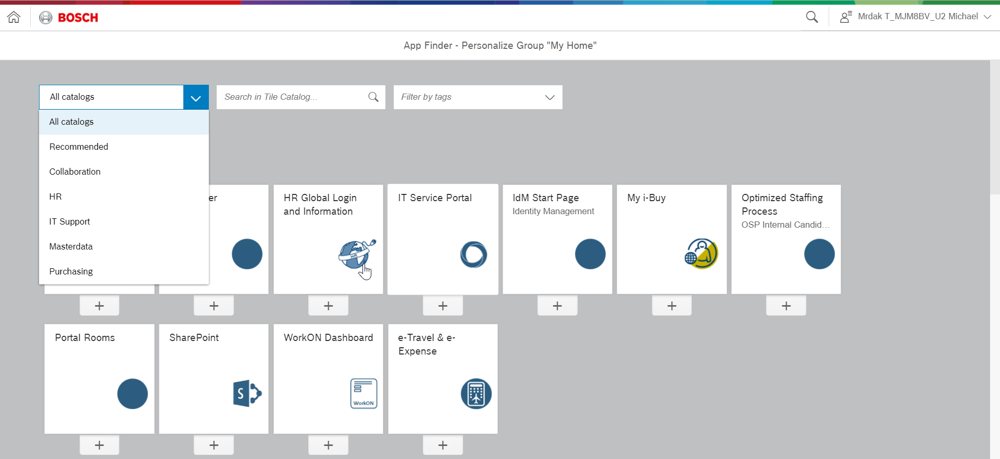 BOSCH
Mrdak T_MJM8BV_U2 Michael
App Finder - Personalize Group "My Home"
All catalogs
Search in Tile Catalog...
Filter by tags
All catalogs
Recommended
Collaboration
HR
IT Support
Masterdata
Purchasing
er
HR Global Login
and Information
HR
IT Service Portal
IdM Start Page
Identity Management
My i-Buy
Optimized Staffing
Process
OSP Internal Candid...
Portal Rooms
SharePoint
S
WorkON Dashboard
WorkON
e-Travel & e-
Expense